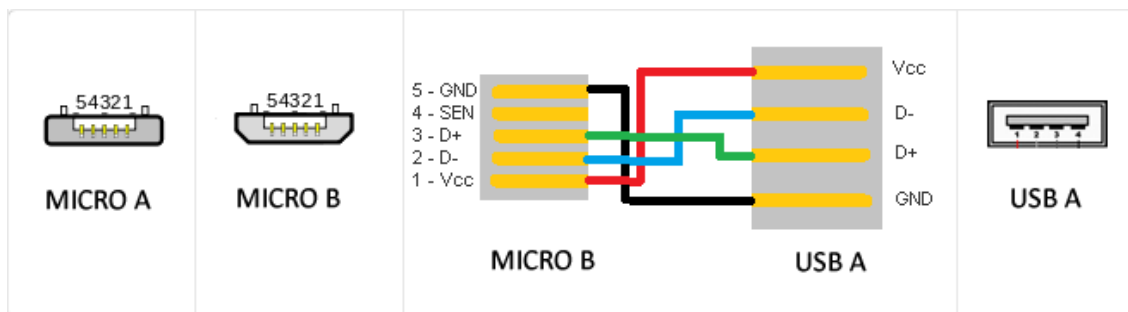 54321
MICRO A
54321
MICRO B
5 - GND
4 - SEN
3 - D+
2 - D-
1 - Vcc
MICRO B
Vcc
D-
D+
GND
USB A
1 2 3 4
USB A